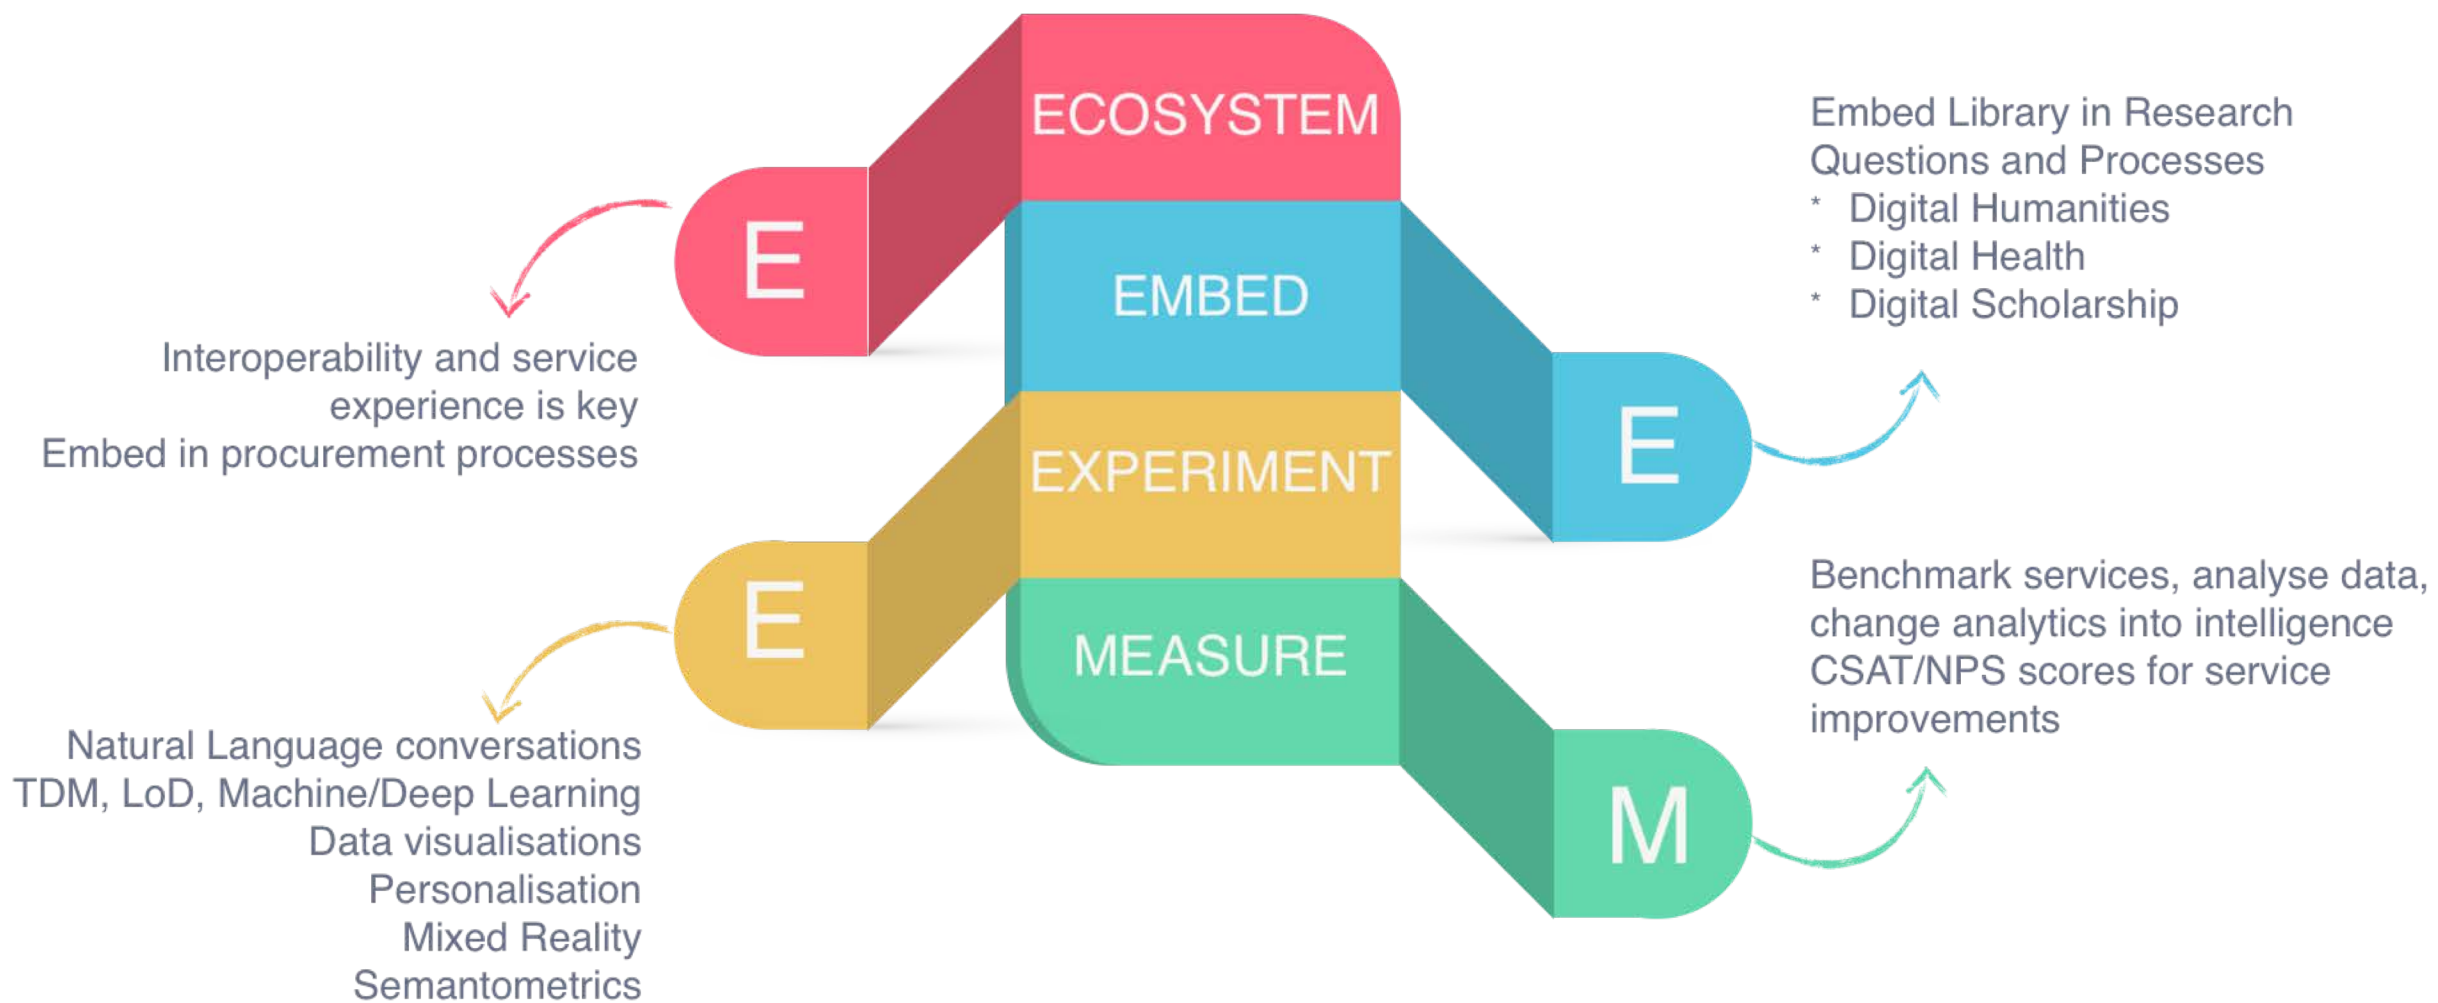 ECOSYSTEM
E
Interoperability and service
experience is key
Embed in procurement processes
EMBED
E
Embed Library in Research
Questions and Processes
* Digital Humanities
* Digital Health
* Digital Scholarship
EXPERIMENT
E
Natural Language conversations
TDM, LoD, Machine/Deep Learning
Data visualisations
Personalisation
Mixed Reality
Semantometrics
MEASURE
M
Benchmark services, analyse data,
change analytics into intelligence
CSAT/NPS scores for service
improvements